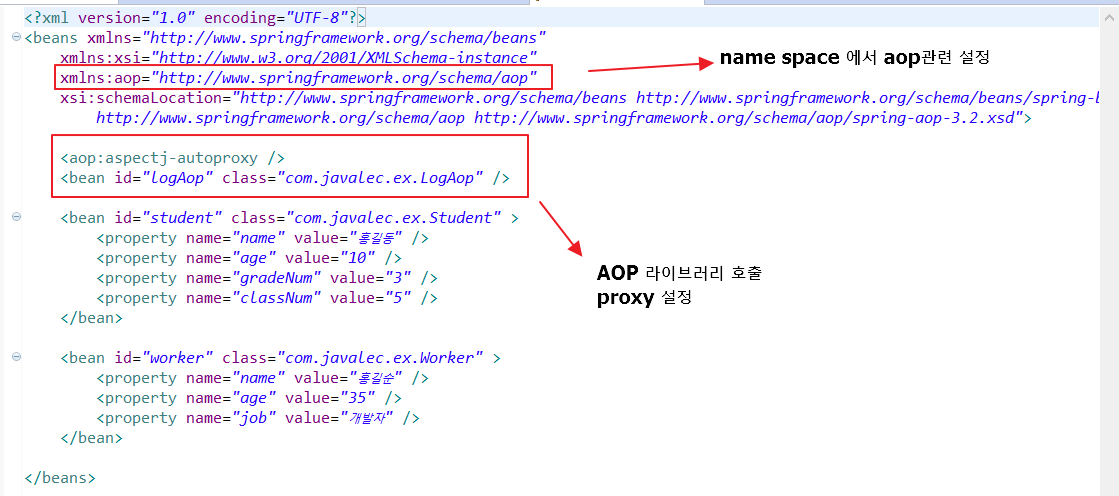 <?xml version="1.0" encoding="UTF-8"?>
<beans xmlns="http://www.springframework.org/schema/beans"
xmlns:xsi="http://www.w3.org/2001/XMLSchema-instance"
xmlns:aop="http://www.springframework.org/schema/aop"
name space 에서 aop관련 설정
xsi:schemaLocation="http://www.springframework.org/schema/beans http://www.springframework.org/schema/beans/spring-b
http://www.springframework.org/schema/aop http://www.springframework.org/schema/aop/spring-aop-3.2.xsd">
<aop:aspectj-autoproxy />
<bean id="logAop" class="com.javalec.ex.LogAop" />
<bean id="student" class="com.javalec.ex.Student" >
<property name="name" value="홍길동" />
<property name="age" value="10" />
<property name="gradeNum" value="3" />
<property name="classNum" value="5" />
</bean>
AOP 라이브러리 호출
proxy 설정
<bean id="worker" class="com.javalec.ex.Worker" >
<property name="name" value="홍길순" />
<property name="age" value="35" />
<property name="job" value="개발자" />
</bean>
</beans>